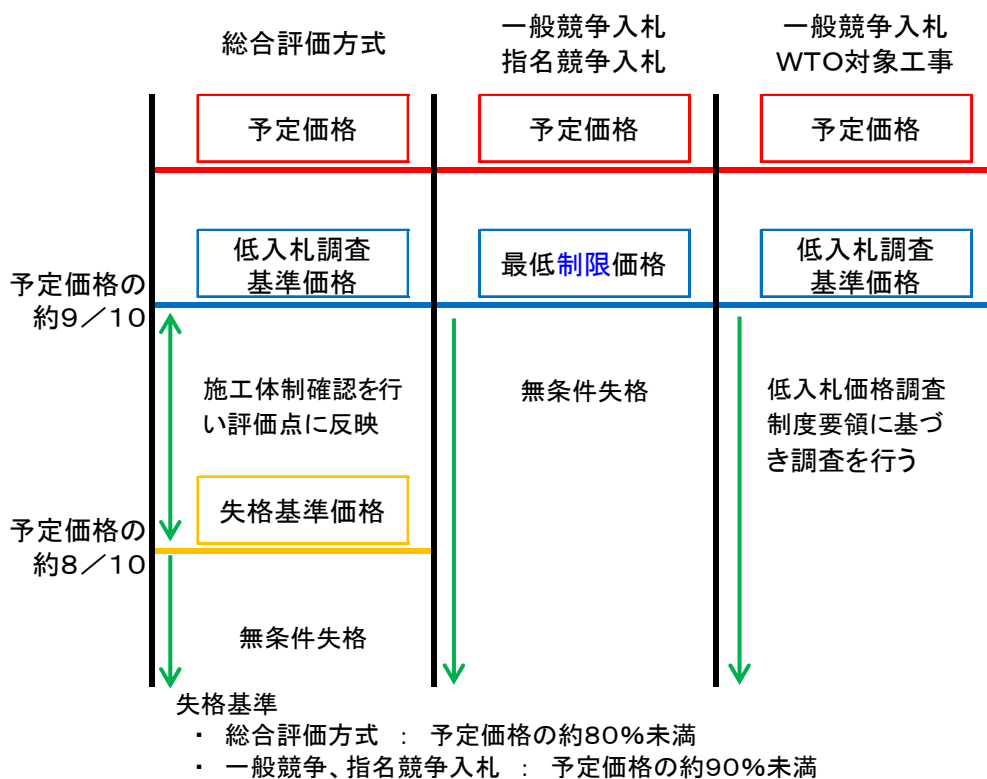 総合評価方式
一般競争入札
指名競争入札
一般競争入札
WTO対象工事
予定価格
予定価格
予定価格
低入札調査
基準価格
最低制限価格
低入札調査
基準価格
予定価格の
約9／10
施工体制確認を行
い評価点に反映
無条件失格
低入札価格調査
制度要領に基づ
き調査を行う
失格基準価格
予定価格の
約8／10
無条件失格
失格基準
・ 総合評価方式 ： 予定価格の約80%未満
・ 一般競争、指名競争入札 ： 予定価格の約90%未満